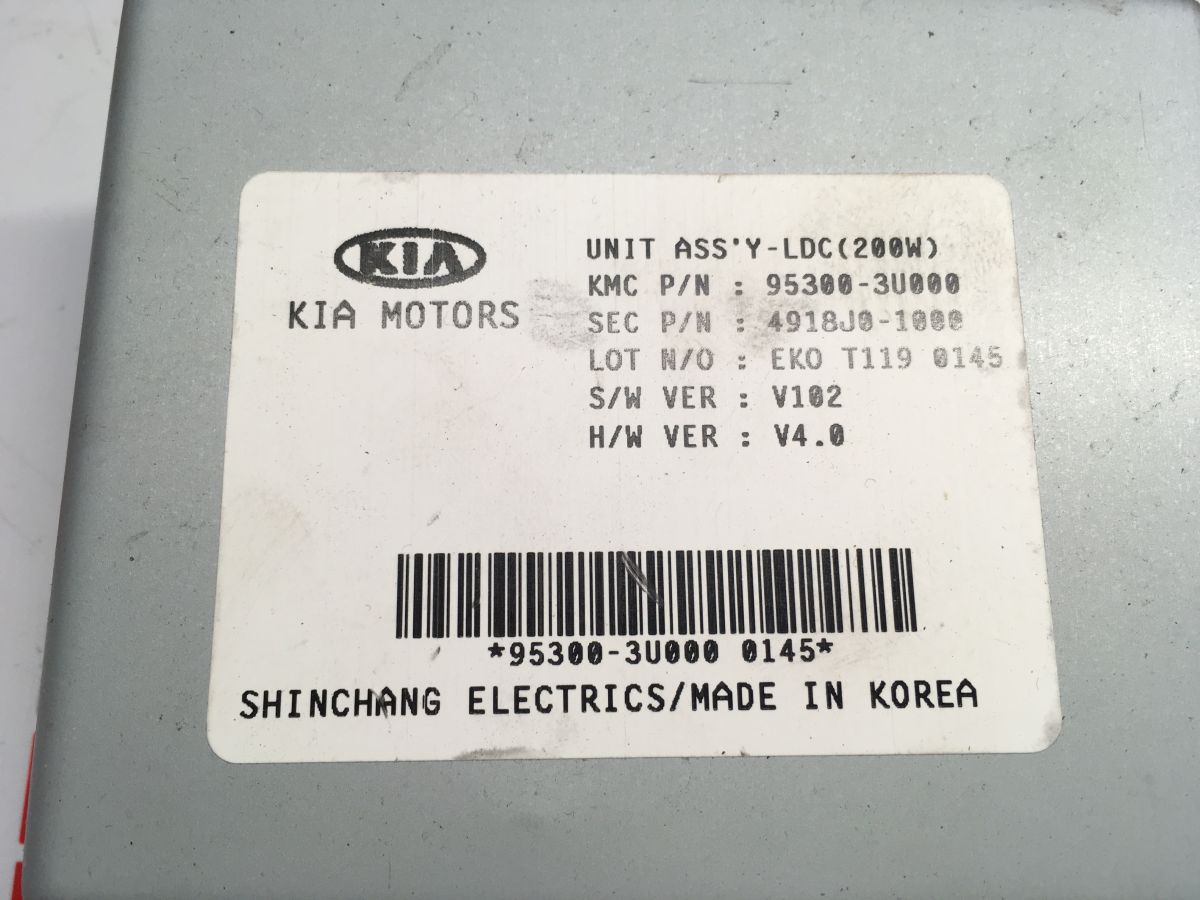 KIA
KIA MOTORS
UNIT ASS'Y-LDC(200W)
KMC P/N : 95300-3U000
SEC P/N : 4918J0-1000
LOT N/O : EKO T119 0145
S/W VER : V102
H/W VER : V4.0
*95300-3U000 0145*
SHINCHANG ELECTRICS/MADE IN KOREA